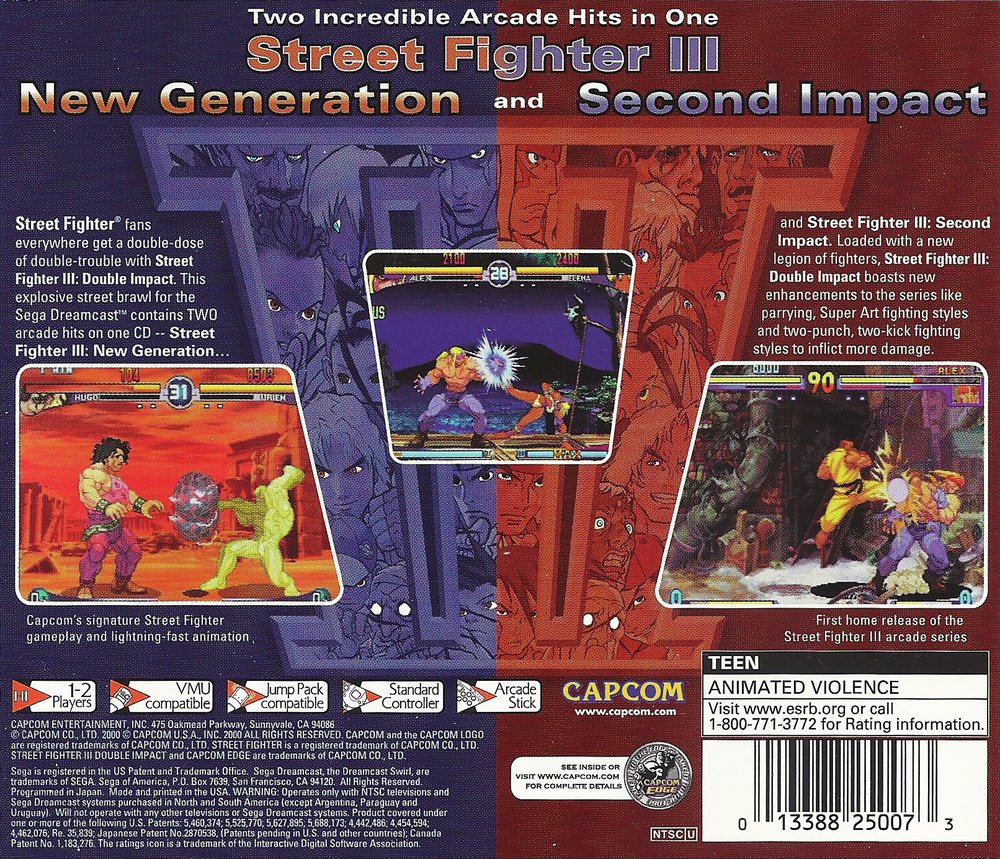 Two Incredible Arcade Hits in One
Street Fighter III
New Generation and Second Impact
Street Fighter® fans
everywhere get a double-dose
of double-trouble with Street
Fighter III: Double Impact. This
explosive street brawl for the
Sega Dreamcast™ contains TWO
arcade hits on one CD -- Street
Fighter III: New Generation...
and Street Fighter III: Second
Impact. Loaded with a new
legion of fighters, Street Fighter III:
Double Impact boasts new
enhancements to the series like
parrying, Super Art fighting styles
and two-punch, two-kick fighting
styles to inflict more damage.
2100 28 2400
ALEX ELENA
MAX
31
HUGO URIEN
90
ALEX
Capcom's signature Street Fighter
gameplay and lightning-fast animation
First home release of the
Street Fighter III arcade series
1-2
Players
VMU
compatible
Jump Pack
compatible
Standard
Controller
Arcade
Stick
CAPCOM
www.capcom.com
TEEN
ANIMATED VIOLENCE
Visit www.esrb.org or call
1-800-771-3772 for Rating information.
CAPCOM ENTERTAINMENT, INC. 475 Oakmead Parkway, Sunnyvale, CA 94086
© CAPCOM CO., LTD. 2000 © CAPCOM U.S.A., INC. 2000 ALL RIGHTS RESERVED. CAPCOM and the CAPCOM LOGO
are registered trademarks of CAPCOM CO., LTD. STREET FIGHTER is a registered trademark of CAPCOM CO., LTD.
STREET FIGHTER III DOUBLE IMPACT and CAPCOM EDGE are trademarks of CAPCOM CO., LTD.
Sega is registered in the US Patent and Trademark Office. Sega Dreamcast, the Dreamcast Swirl, are
trademarks of SEGA. Sega of America, P.O. Box 7639, San Francisco, CA 94120. All Rights Reserved.
Programmed in Japan. Made and printed in the USA. WARNING: Operates only with NTSC televisions and
Sega Dreamcast systems purchased in North and South America (except Argentina, Paraguay and
Uruguay). Will not operate with any other televisions or Sega Dreamcast systems. Product covered under
one or more of the following U.S. Patents: 5,460,374; 5,525,770; 5,627,895; 5,688,173; 4,442,486; 4,454,594;
4,462,076; Re. 35,839; Japanese Patent No.2870538, (Patents pending in U.S. and other countries); Canada
Patent No. 1,183,276. The ratings icon is a trademark of the Interactive Digital Software Association.
SEE INSIDE OR
VISIT WWW.CAPCOM.COM
FOR COMPLETE DETAILS
CAPCOM
EDGE
NTSC U
0 13388 25007 3